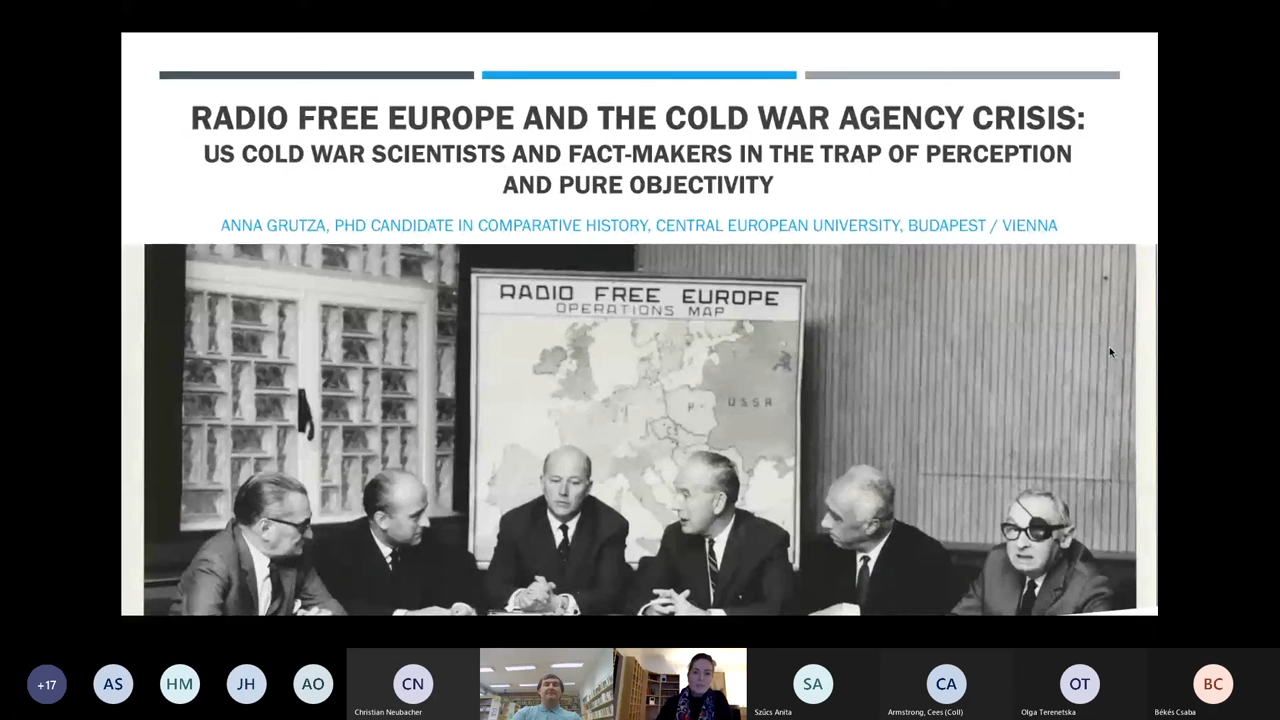 RADIO FREE EUROPE AND THE COLD WAR AGENCY CRISIS:
US COLD WAR SCIENTISTS AND FACT-MAKERS IN THE TRAP OF PERCEPTION
AND PURE OBJECTIVITY
ANNA GRUTZA, PHD CANDIDATE IN COMPARATIVE HISTORY, CENTRAL EUROPEAN UNIVERSITY, BUDAPEST / VIENNA
RADIO FREE EUROPE
OPERATIONS MAP
USSR
+17
AS
HM
JH
AO
CN
SA
CA
OT
BC
Christian Neubacher
Szűcs Anita
Armstrong, Cees (Coll)
Olga Terenetska
Békés Csaba